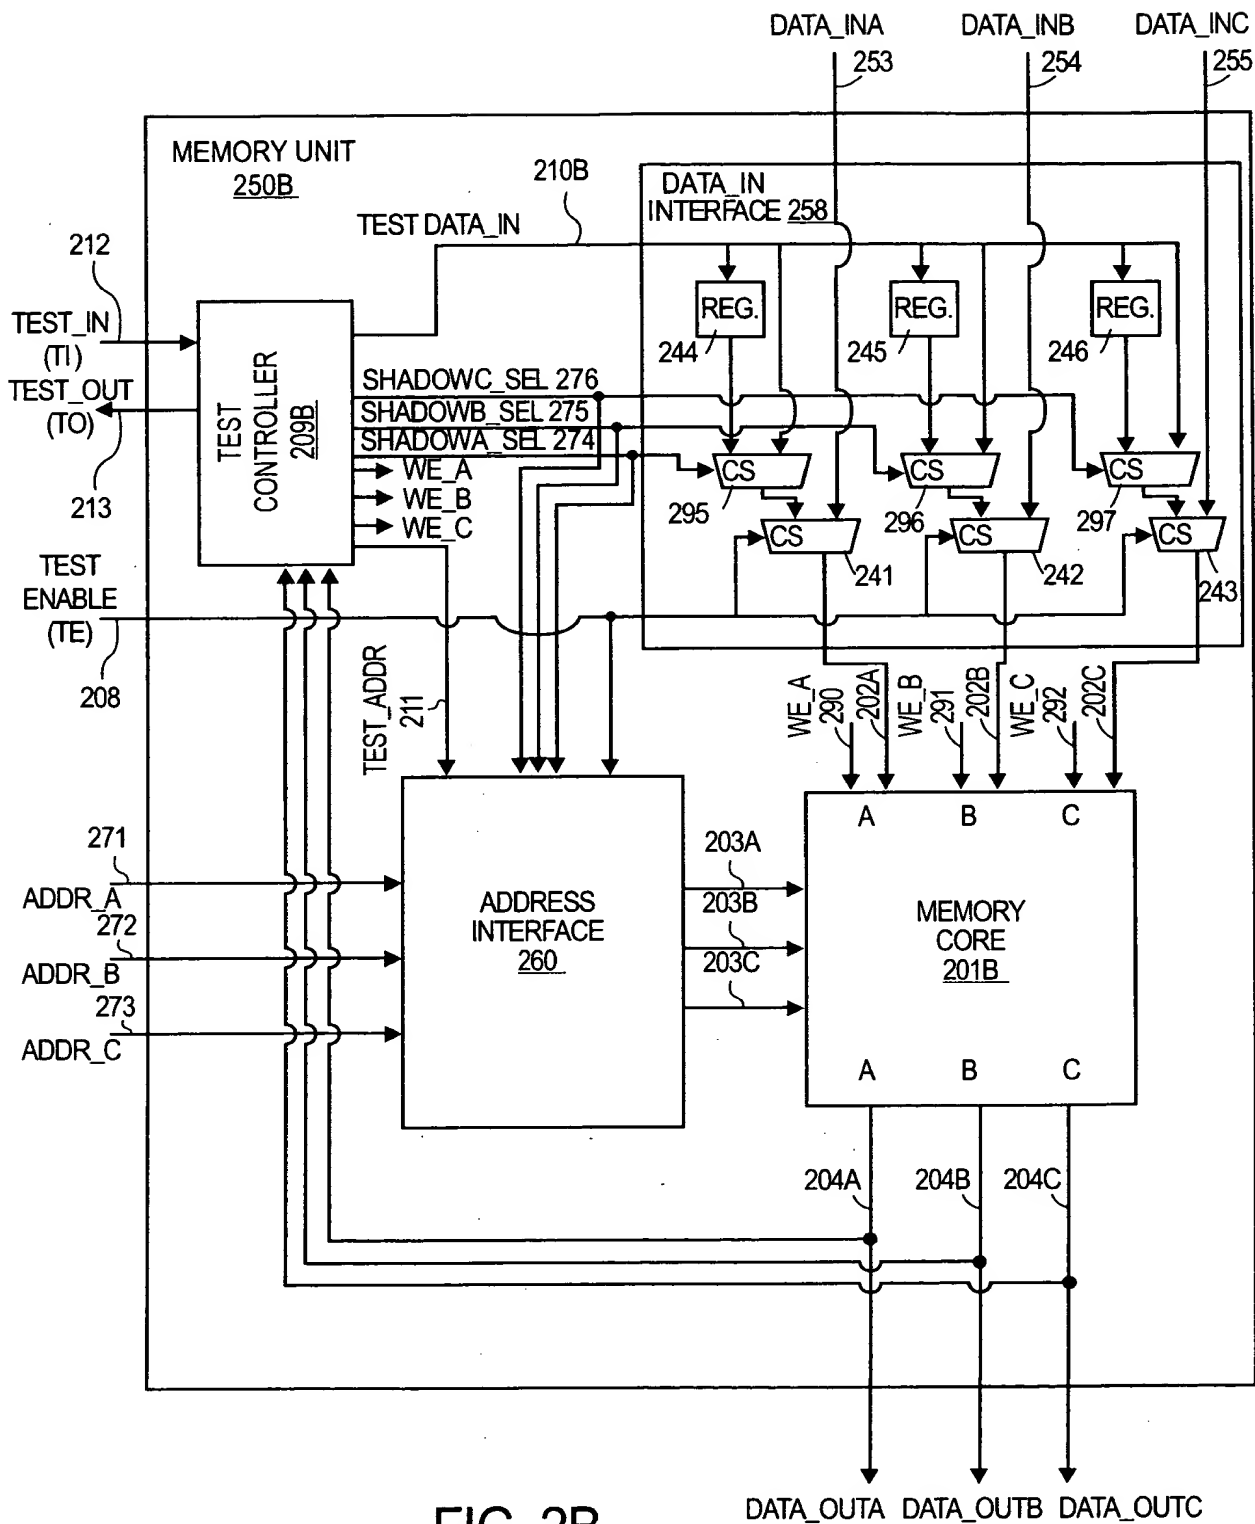 DATA_INA DATA_INB DATA_INC
253 254 255
MEMORY UNIT
250B
210B
DATA_IN
INTERFACE 258
TEST DATA_IN
212
TEST_IN
(TI)
TEST_OUT
(TO)
213
TEST
CONTROLLER
209B
REG. REG. REG.
244 245 246
SHADOWC_SEL 276
SHADOWB_SEL 275
SHADOWA_SEL 274
WE_A
WE_B
WE_C
CS CS CS
295 296 297
CS CS CS
241 242 243
TEST
ENABLE
(TE)
208
TEST_ADDR
211
WE_A
290
202A
WE_B
291
202B
WE_C
292
202C
A B C
271
ADDR_A
272
ADDR_B
273
ADDR_C
ADDRESS
INTERFACE
260
203A
203B
203C
MEMORY
CORE
201B
A B C
204A 204B 204C
FIG. 2B
DATA_OUTA DATA_OUTB DATA_OUTC